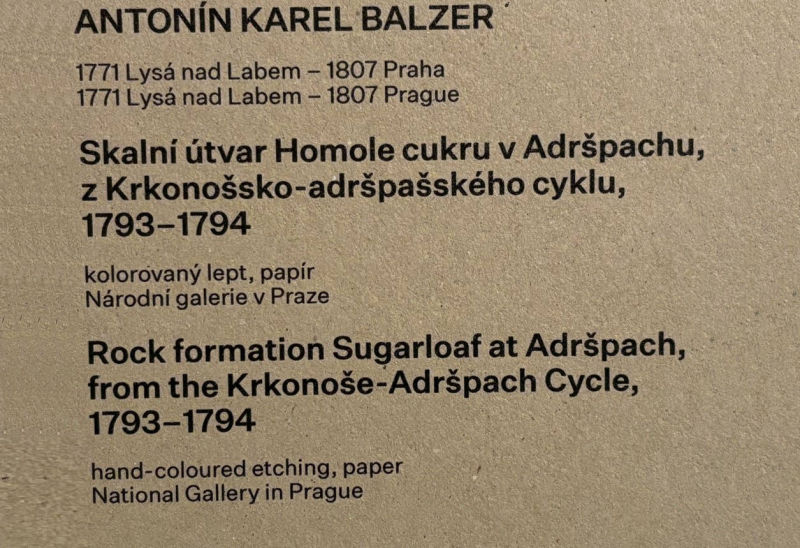 ANTONÍN KAREL BALZER
1771 Lysá nad Labem – 1807 Praha
1771 Lysá nad Labem – 1807 Prague
Skalní útvar Homole cukru v Adršpachu,
z Krkonošsko-adršpašského cyklu,
1793–1794
kolorovaný lept, papír
Národní galerie v Praze
Rock formation Sugarloaf at Adršpach,
from the Krkonoše-Adršpach Cycle,
1793–1794
hand-coloured etching, paper
National Gallery in Prague